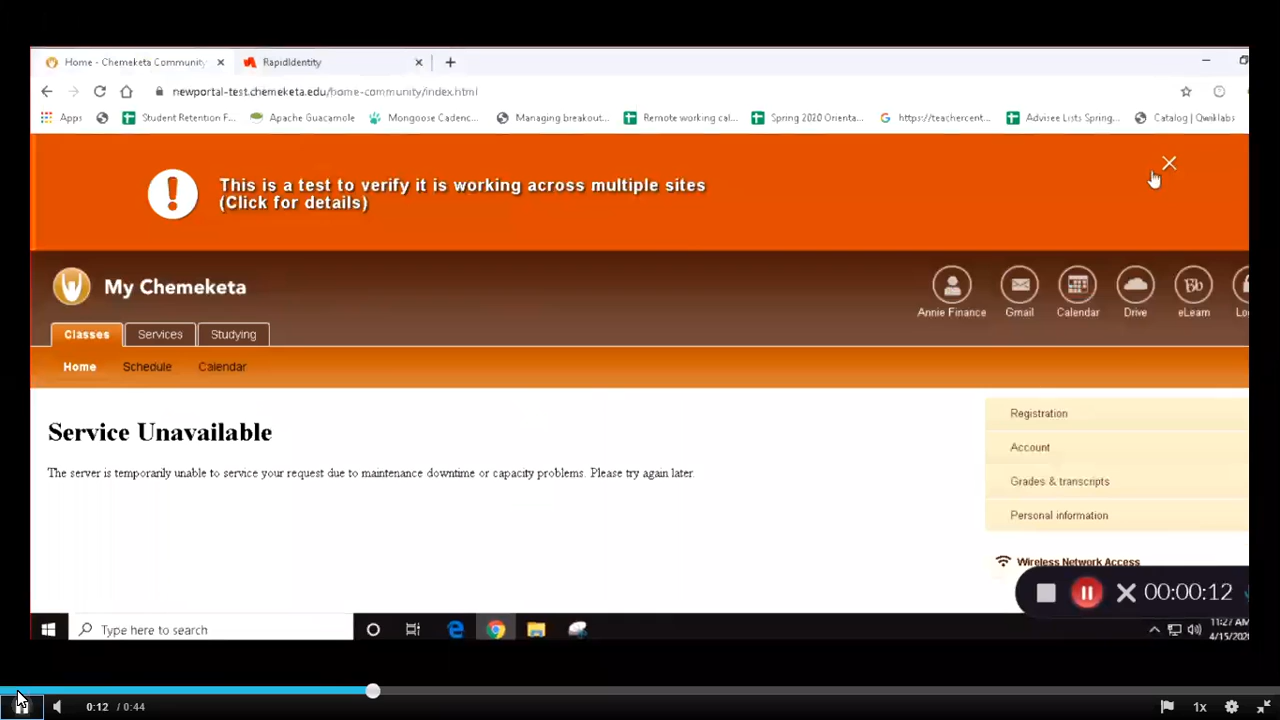 Home - Chemeketa Community
RapidIdentity
newportal-test.chemeketa.edu/home-community/index.html
Apps
Student Retention F...
Apache Guacamole
Mongoose Cadenc...
Managing breakout...
Remote working cal...
Spring 2020 Orienta...
https://teachercent...
Advisee Lists Spring...
Catalog | Qwiklabs
This is a test to verify it is working across multiple sites
(Click for details)
My Chemeketa
Annie Finance
Gmail
Calendar
Drive
Bb
eLearn
Lo
Classes
Services
Studying
Home
Schedule
Calendar
Service Unavailable
The server is temporarily unable to service your request due to maintenance downtime or capacity problems. Please try again later.
Registration
Account
Grades & transcripts
Personal information
Wireless Network Access
00:00:12
Type here to search
11:27 AM
4/15/202
0:12 / 0:44
1x